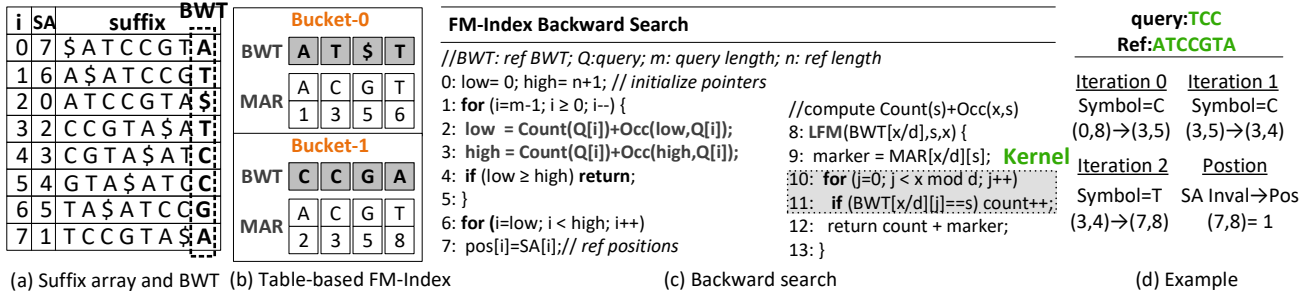 BWT
i SA suffix
0 7 $ A T C C G T A
1 6 A $ A T C C G T
2 0 A T C C G T A $
3 2 C C G T A $ A T
4 3 C G T A $ A T C
5 4 G T A $ A T C C
6 5 T A $ A T C C G
7 1 T C C G T A $ A
(a) Suffix array and BWT
Bucket-0
BWT A T $ T
MAR A C G T
1 3 5 6
Bucket-1
BWT C C G A
MAR A C G T
2 3 5 8
(b) Table-based FM-Index
FM-Index Backward Search
//BWT: ref BWT; Q:query; m: query length; n: ref length
0: low= 0; high= n+1; // initialize pointers
1: for (i=m-1; i ≥ 0; i--) {
2: low = Count(Q[i])+Occ(low,Q[i]);
3: high = Count(Q[i])+Occ(high,Q[i]);
4: if (low ≥ high) return;
5: }
6: for (i=low; i < high; i++)
7: pos[i]=SA[i];// ref positions
//compute Count(s)+Occ(x,s)
8: LFM(BWT[x/d],s,x) {
9: marker = MAR[x/d][s]; Kernel
10: for (j=0; j < x mod d; j++)
11: if (BWT[x/d][j]==s) count++;
12: return count + marker;
13: }
(c) Backward search
query:TCC
Ref:ATCCGTA
Iteration 0 Iteration 1
Symbol=C Symbol=C
(0,8)→(3,5) (3,5)→(3,4)
Iteration 2 Postion
Symbol=T SA Inval→Pos
(3,4)→(7,8) (7,8)= 1
(d) Example